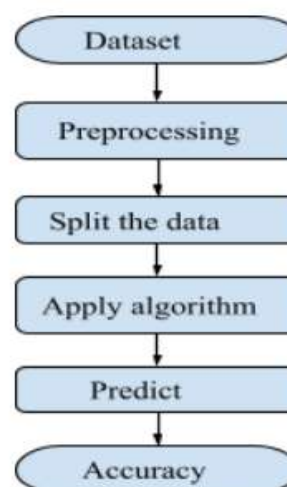 Dataset
Preprocessing
Split the data
Apply algorithm
Predict
Accuracy